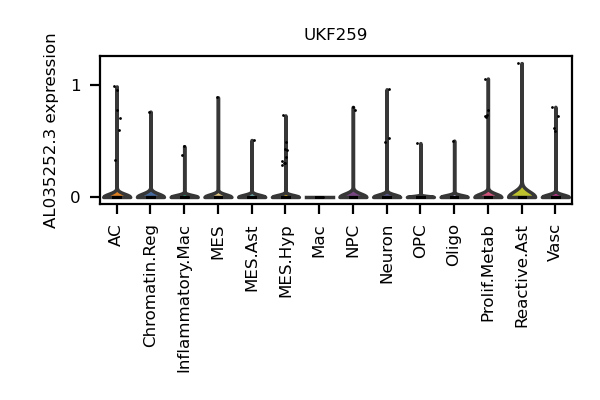 UKF259
AL035252.3 expression
1
0
AC
Chromatin.Reg
Inflammatory.Mac
MES
MES.Ast
MES.Hyp
Mac
NPC
Neuron
OPC
Oligo
Prolif.Metab
Reactive.Ast
Vasc